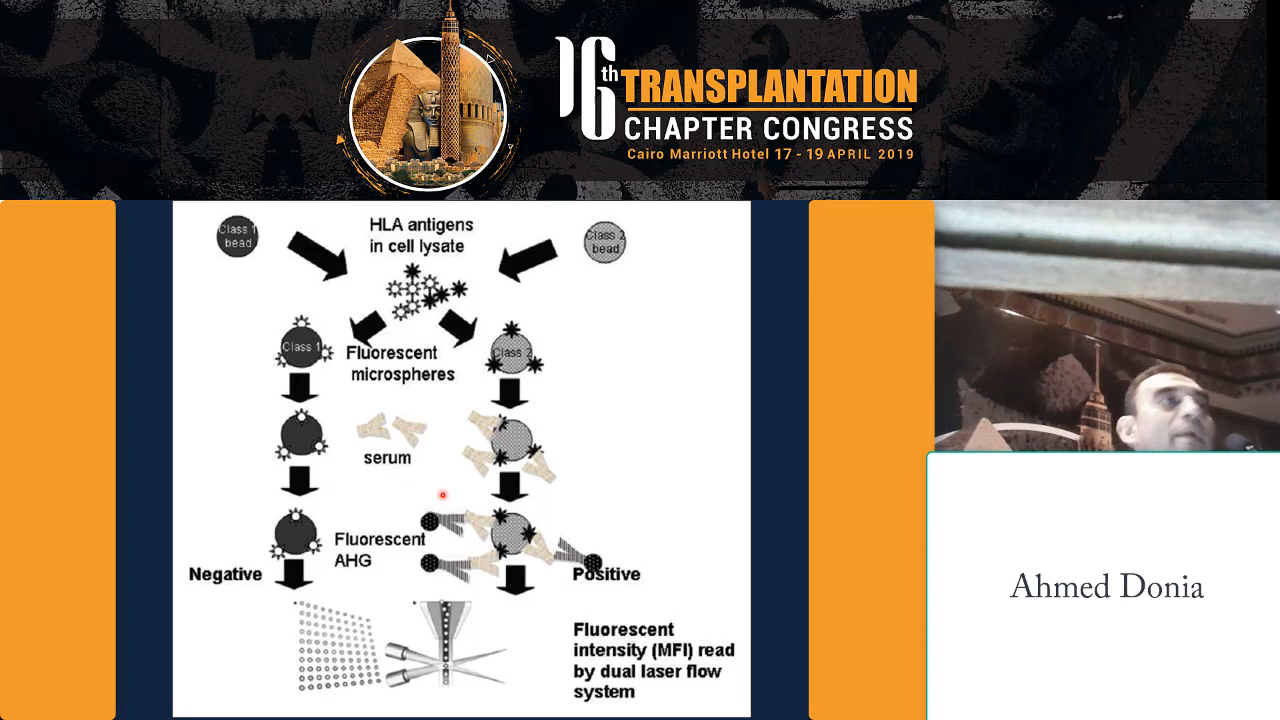 16th TRANSPLANTATION
CHAPTER CONGRESS
Cairo Marriott Hotel 17 - 19 APRIL 2019
Class 1
bead
HLA antigens
in cell lysate
Class 2
bead
Class 1
Fluorescent
microspheres
Class 2
serum
Fluorescent
AHG
Negative
Positive
Fluorescent
intensity (MFI) read
by dual laser flow
system
Ahmed Donia